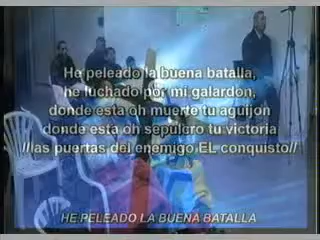 He peleado la buena batalla,
he luchado por mi galardon,
donde esta oh muerte tu aguijon
donde esta oh sepulcro tu victoria
//las puertas del enemigo EL conquisto//
HE PELEADO LA BUENA BATALLA